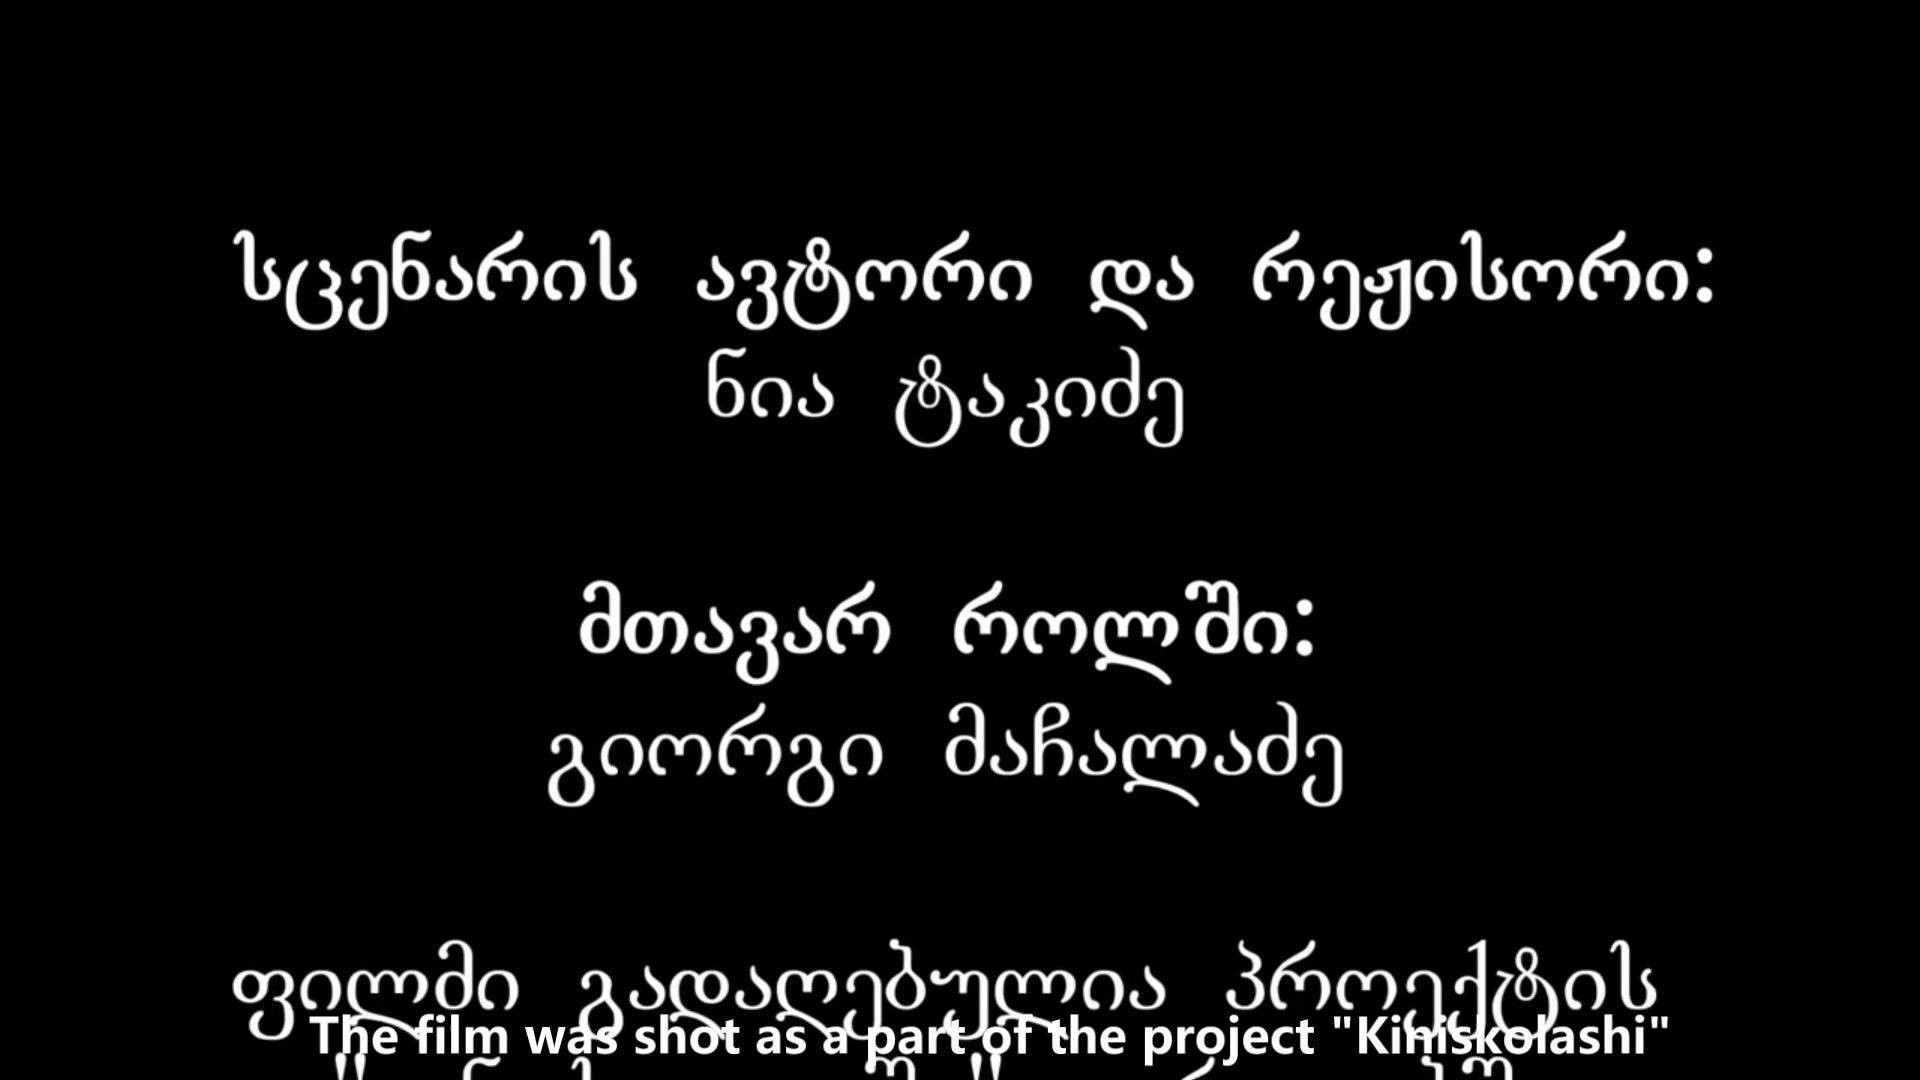 სცენარის ავტორი და რეჟისორი:
ნია ტაკიძე
მთავარ როლში:
გიორგი მაჩალაძე
ფილმი გადაღებულია პროექტის
The film was shot as a part of the project "Kiniskolashi"